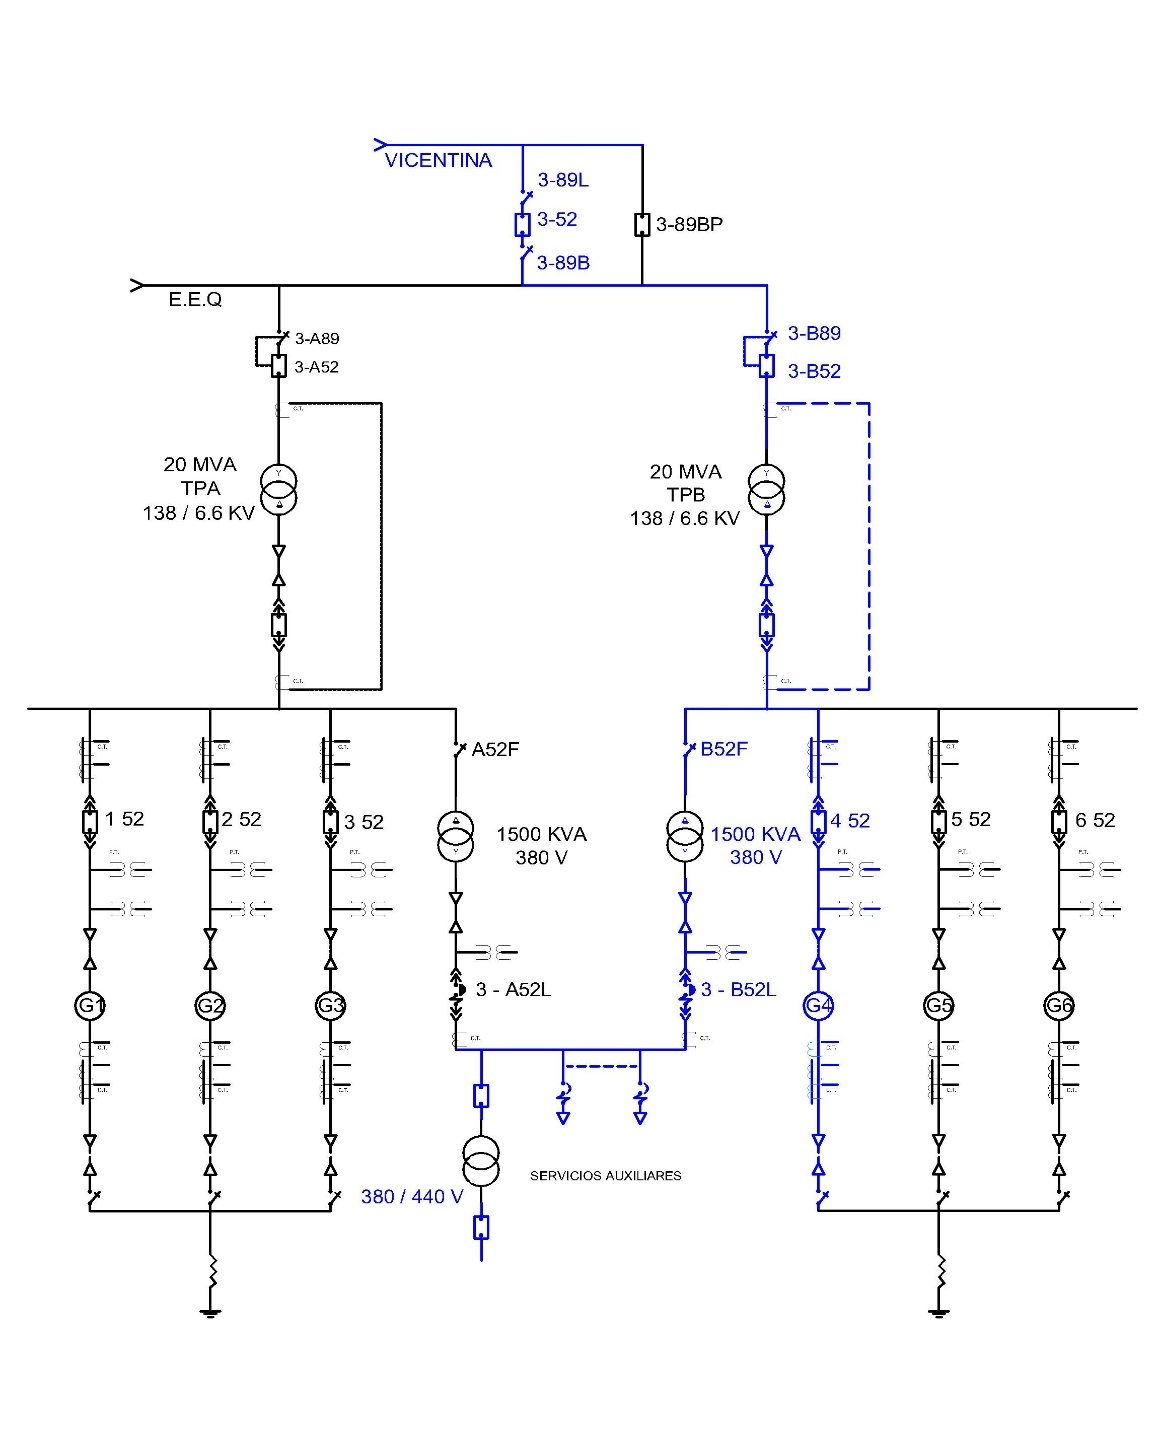 VICENTINA
3-89L
3-52
3-89BP
3-89B
E.E.Q
3-A89
3-A52
3-B89
3-B52
C.T.
C.T.
20 MVA
TPA
138 / 6.6 KV
Y
Δ
20 MVA
TPB
138 / 6.6 KV
Y
Δ
C.T.
C.T.
C.T.
C.T.
C.T.
A52F
B52F
C.T.
C.T.
C.T.
1 52
2 52
3 52
1500 KVA
380 V
Δ
Y
1500 KVA
380 V
Δ
Y
4 52
5 52
6 52
P.T.
P.T.
P.T.
P.T.
P.T.
P.T.
3 - A52L
3 - B52L
G1
G2
G3
G4
G5
G6
C.T.
C.T.
C.T.
C.T.
C.T.
C.T.
C.T.
C.T.
C.T.
C.T.
C.T.
C.T.
C.T.
C.T.
SERVICIOS AUXILIARES
380 / 440 V